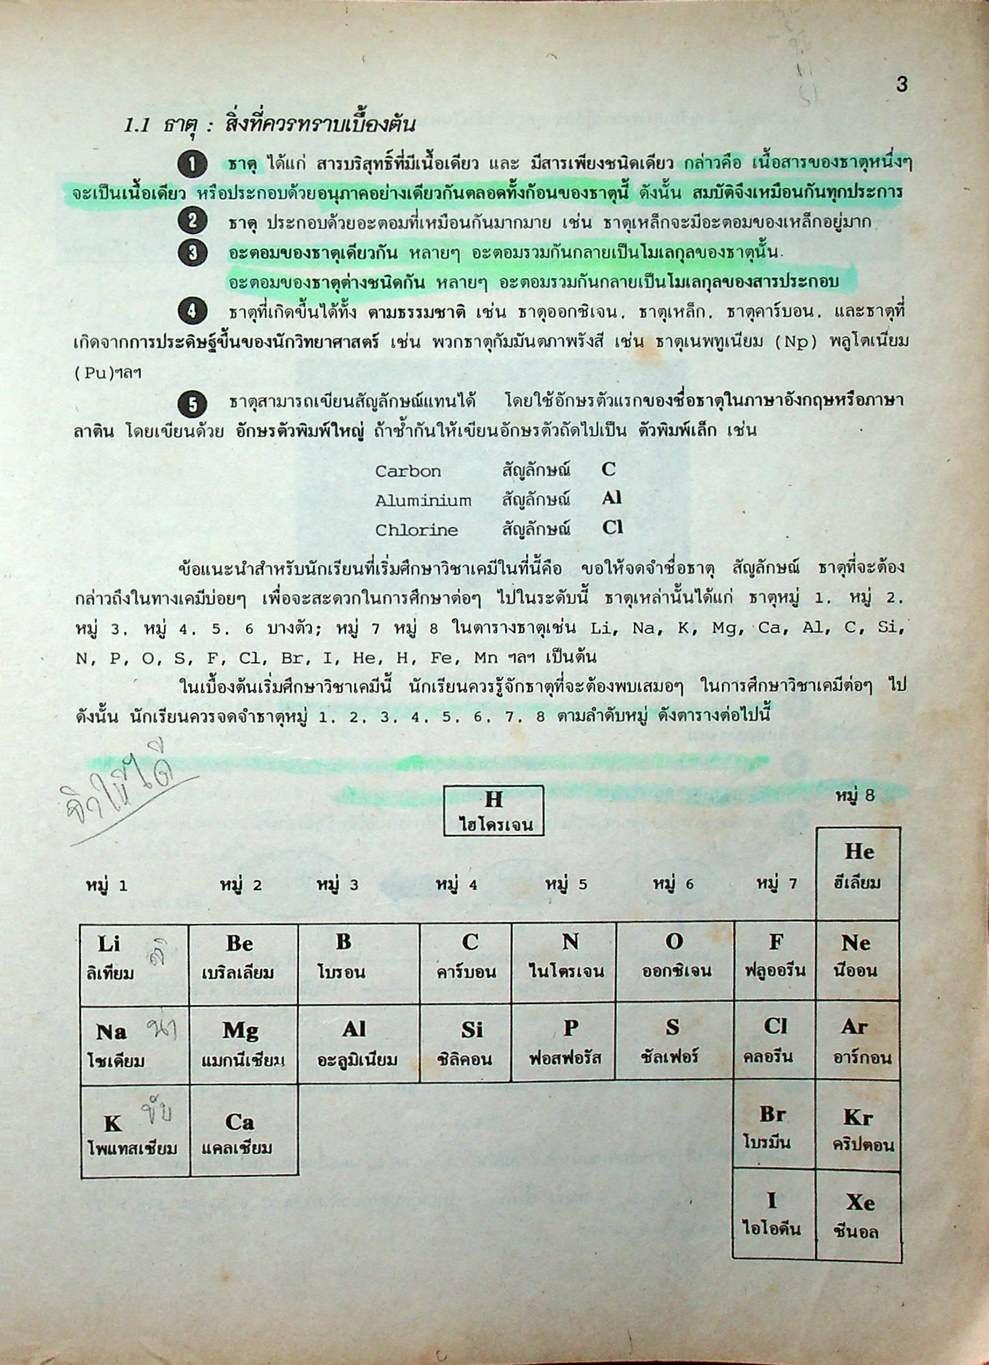 3
1.1 ธาตุ : สิ่งที่ควรทราบเบื้องต้น
1 ธาตุ ได้แก่ สารบริสุทธิ์ที่มีเนื้อเดียว และ มีสารเพียงชนิดเดียว กล่าวคือ เนื้อสารของธาตุหนึ่งๆ
จะเป็นเนื้อเดียว หรือประกอบด้วยอนุภาคอย่างเดียวกันตลอดทั้งก้อนของธาตุนี้ ดังนั้น สมบัติจึงเหมือนกันทุกประการ
2 ธาตุ ประกอบด้วยอะตอมที่เหมือนกันมากมาย เช่น ธาตุเหล็กจะมีอะตอมของเหล็กอยู่มาก
3 อะตอมของธาตุเดียวกัน หลายๆ อะตอมรวมกันกลายเป็นโมเลกุลของธาตุนั้น.
อะตอมของธาตุต่างชนิดกัน หลายๆ อะตอมรวมกันกลายเป็นโมเลกุลของสารประกอบ
4 ธาตุที่เกิดขึ้นได้ทั้ง ตามธรรมชาติ เช่น ธาตุออกซิเจน, ธาตุเหล็ก, ธาตุคาร์บอน, และธาตุที่
เกิดจากการประดิษฐ์ขึ้นของนักวิทยาศาสตร์ เช่น พวกธาตุกัมมันตภาพรังสี เช่น ธาตุเนพทูเนียม (Np) พลูโตเนียม
(Pu)ฯลฯ
5 ธาตุสามารถเขียนสัญลักษณ์แทนได้ โดยใช้อักษรตัวแรกของชื่อธาตุในภาษาอังกฤษหรือภาษา
ลาติน โดยเขียนด้วย อักษรตัวพิมพ์ใหญ่ ถ้าซ้ำกันให้เขียนอักษรตัวถัดไปเป็น ตัวพิมพ์เล็ก เช่น
Carbon สัญลักษณ์ C
Aluminium สัญลักษณ์ Al
Chlorine สัญลักษณ์ Cl
ข้อแนะนำสำหรับนักเรียนที่เริ่มศึกษาวิชาเคมีในที่นี้คือ ขอให้จดจำชื่อธาตุ สัญลักษณ์ ธาตุที่จะต้อง
กล่าวถึงในทางเคมีบ่อยๆ เพื่อจะสะดวกในการศึกษาต่อๆ ไปในระดับนี้ ธาตุเหล่านั้นได้แก่ ธาตุหมู่ 1, หมู่ 2,
หมู่ 3, หมู่ 4, 5, 6 บางตัว; หมู่ 7 หมู่ 8 ในตารางธาตุเช่น Li, Na, K, Mg, Ca, Al, C, Si,
N, P, O, S, F, Cl, Br, I, He, H, Fe, Mn ฯลฯ เป็นต้น
ในเบื้องต้นเริ่มศึกษาวิชาเคมีนี้ นักเรียนควรรู้จักธาตุที่จะต้องพบเสมอๆ ในการศึกษาวิชาเคมีต่อๆ ไป
ดังนั้น นักเรียนควรจดจำธาตุหมู่ 1, 2, 3, 4, 5, 6, 7, 8 ตามลำดับหมู่ ดังตารางต่อไปนี้
จำให้ได้
H หมู่ 8
ไฮโดรเจน
He
หมู่ 1 หมู่ 2 หมู่ 3 หมู่ 4 หมู่ 5 หมู่ 6 หมู่ 7 ฮีเลียม
Li Be B C N O F Ne
ลิเทียม เบริลเลียม โบรอน คาร์บอน ไนโตรเจน ออกซิเจน ฟลูออรีน นีออน
Na นา Mg Al Si P S Cl Ar
โซเดียม แมกนีเซียม อะลูมิเนียม ซิลิคอน ฟอสฟอรัส ซัลเฟอร์ คลอรีน อาร์กอน
K ขับ Ca Br Kr
โพแทสเซียม แคลเซียม โบรมีน คริปตอน
I Xe
ไอโอดีน ซีนอล